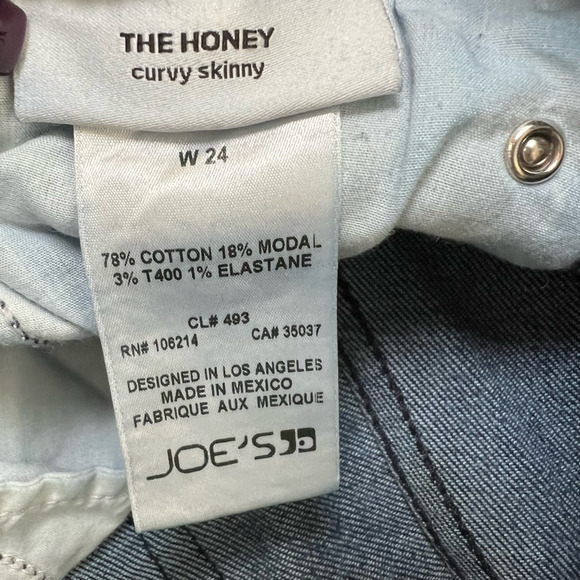 THE HONEY
curvy skinny
W 24
78% COTTON 18% MODAL
3% T400 1% ELASTANE
CL# 493
RN# 106214 CA# 35037
DESIGNED IN LOS ANGELES
MADE IN MEXICO
FABRIQUE AUX MEXIQUE
JOE'S